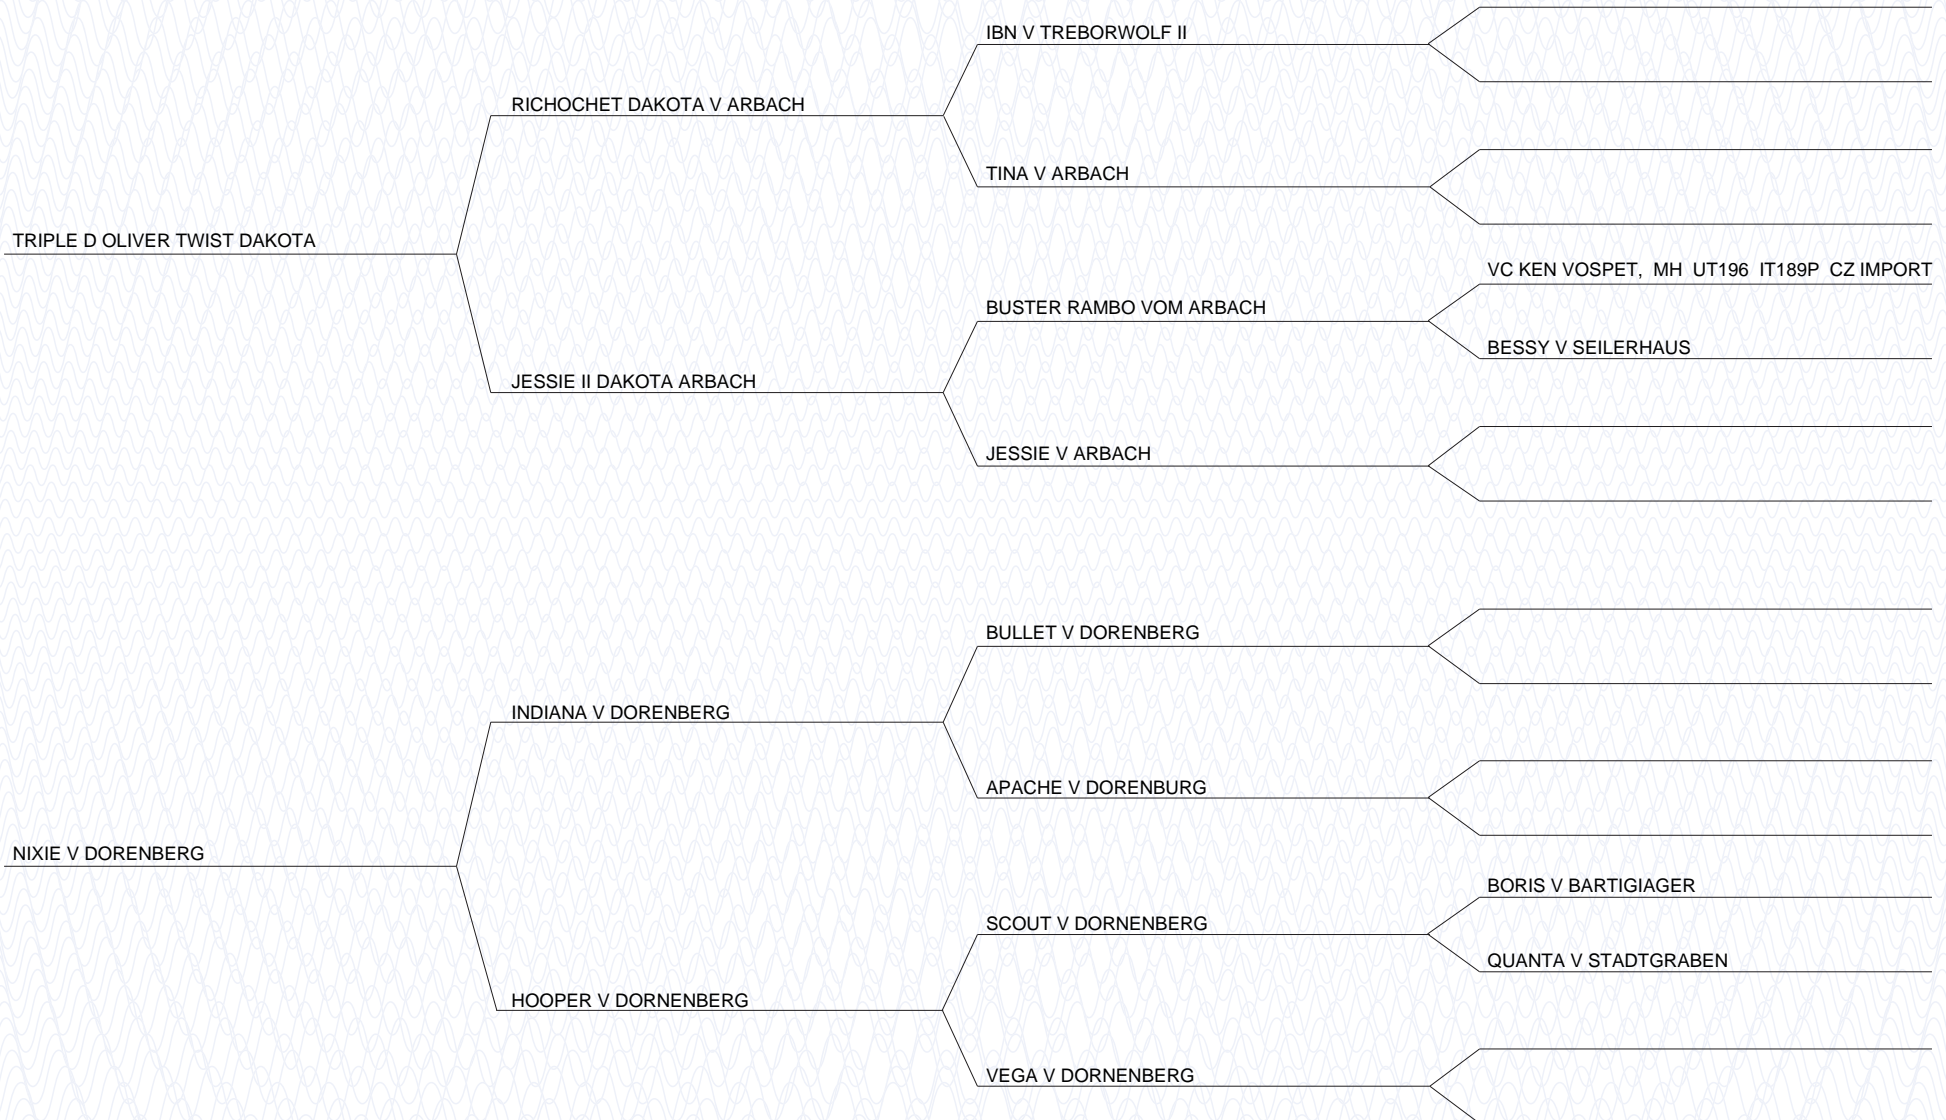 IBN V TREBORWOLF II
RICHOCHET DAKOTA V ARBACH
TINA V ARBACH
TRIPLE D OLIVER TWIST DAKOTA
VC KEN VOSPET,  MH  UT196  IT189P  CZ IMPORT
BUSTER RAMBO VOM ARBACH
BESSY V SEILERHAUS
JESSIE II DAKOTA ARBACH
JESSIE V ARBACH
BULLET V DORENBERG
INDIANA V DORENBERG
APACHE V DORENBURG
NIXIE V DORENBERG
BORIS V BARTIGIAGER
SCOUT V DORNENBERG
QUANTA V STADTGRABEN
HOOPER V DORNENBERG
VEGA V DORNENBERG